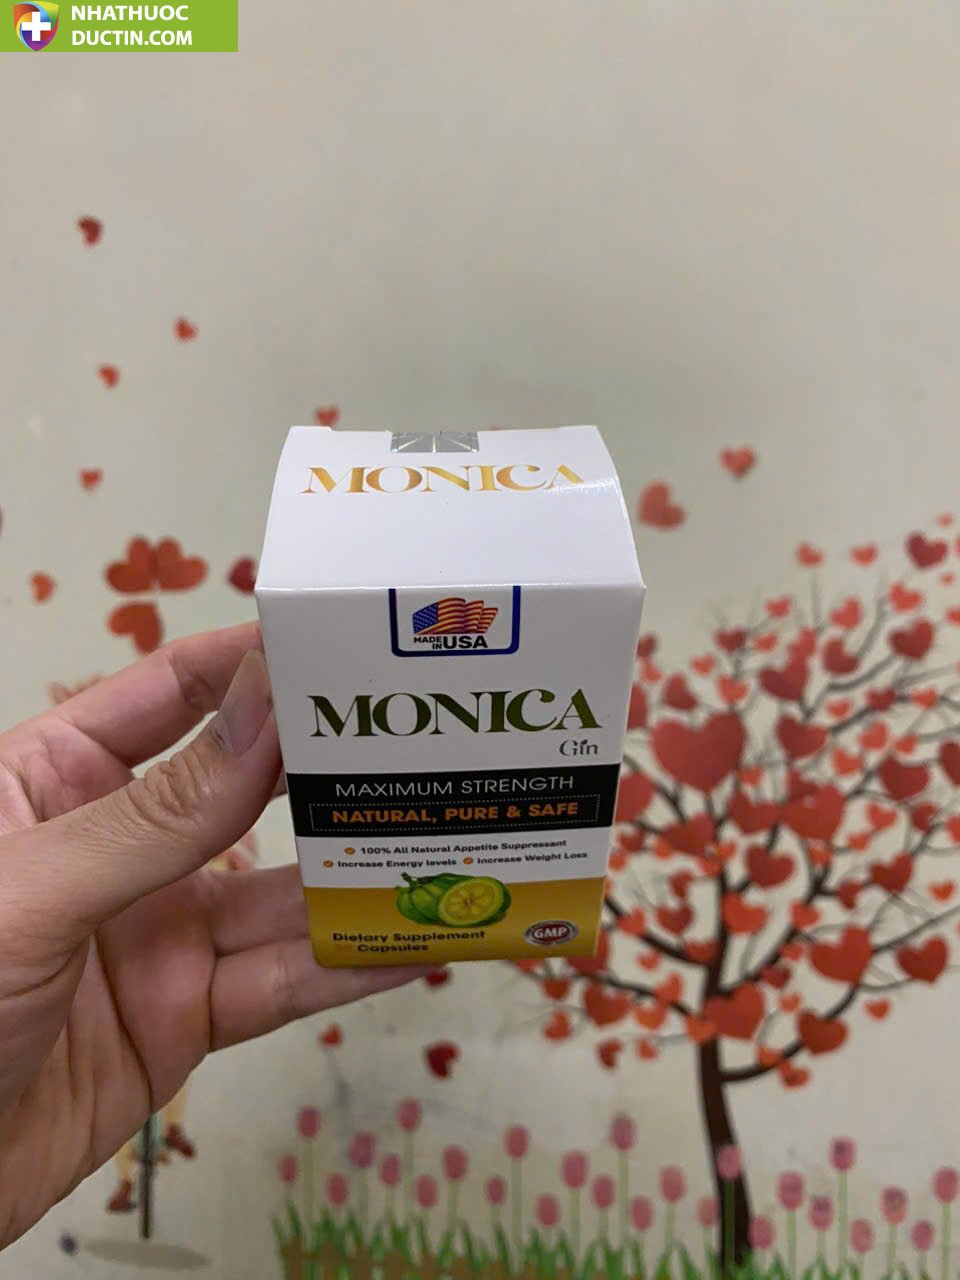 NHATHUOC
DUCTIN.COM
MONICA
MADE
IN USA
MONICA
Gin
MAXIMUM STRENGTH
NATURAL, PURE & SAFE
100% All Natural Appetite Suppressant
Increase Energy levels Increase Weight Loss
Dietary Supplement
GMP
Capsules